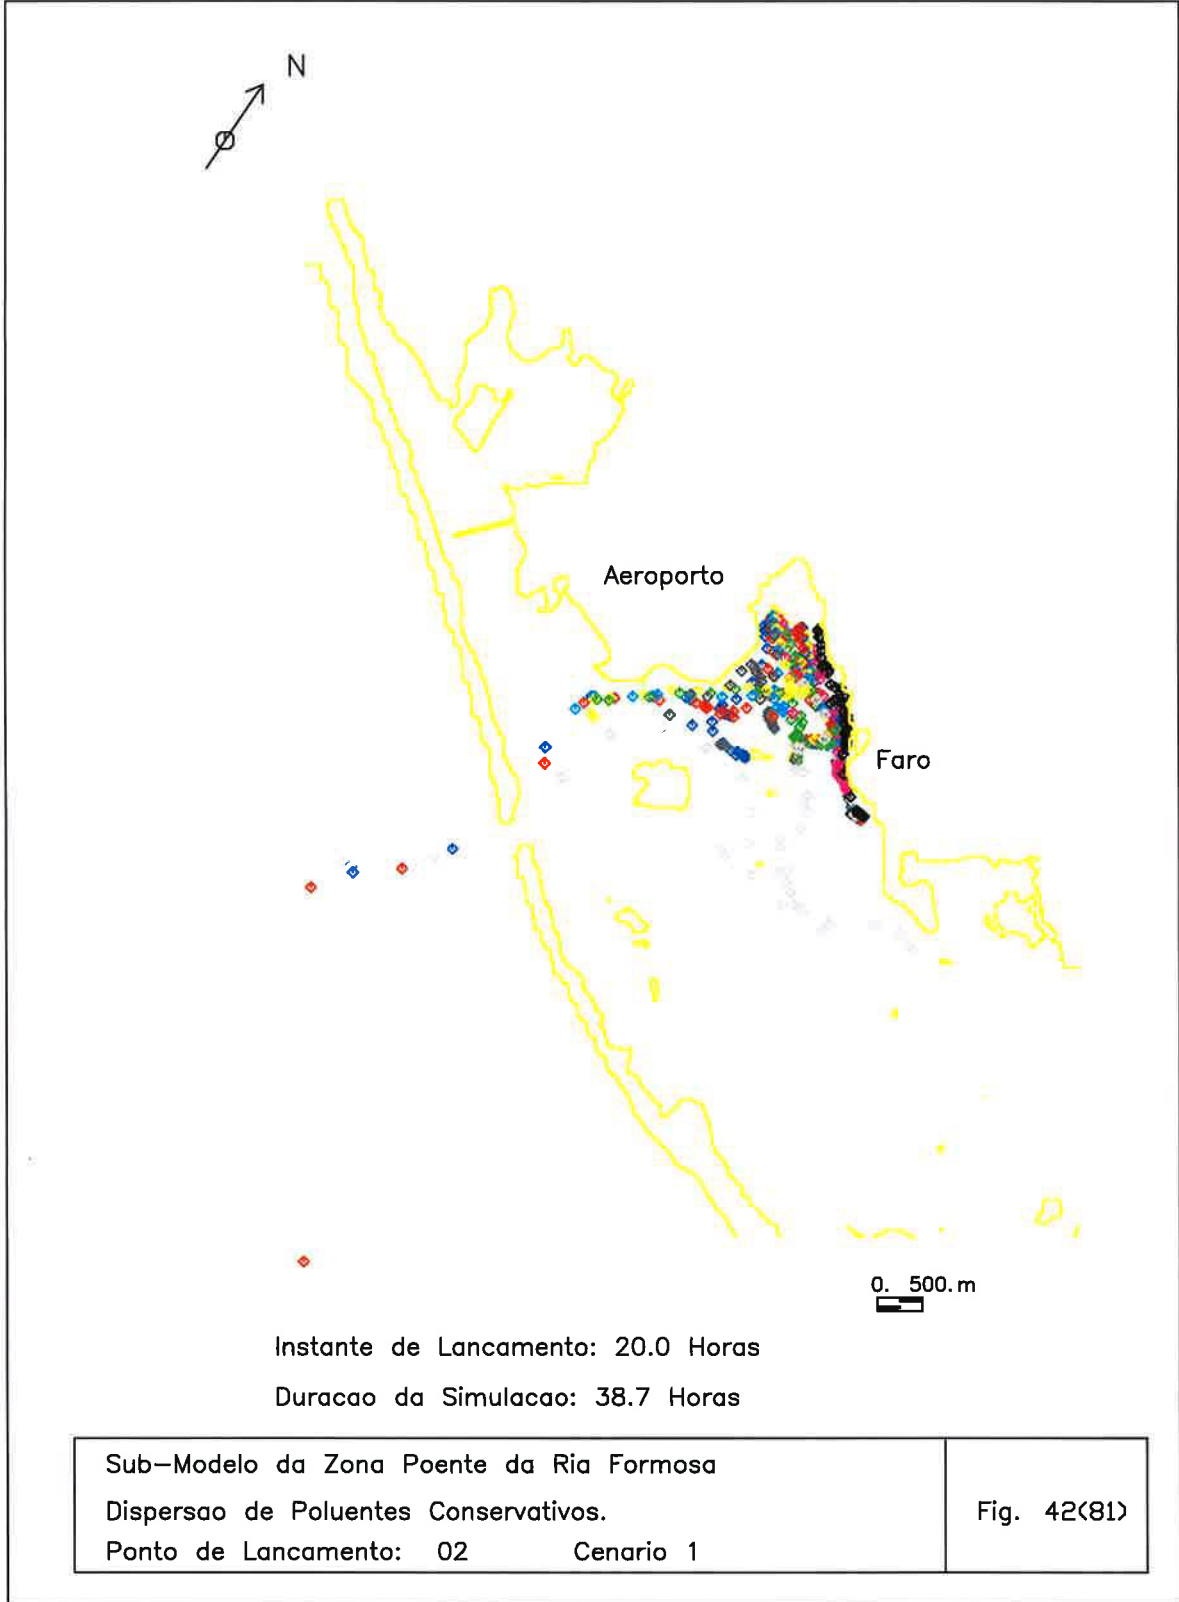 N
Aeroporto
Faro
0. 500.m
Instante de Lancamento: 20.0 Horas
Duracao da Simulacao: 38.7 Horas
Sub-Modelo da Zona Poente da Ria Formosa
Dispersao de Poluentes Conservativos.
Ponto de Lancamento: 02 Cenario 1
Fig. 42(81)